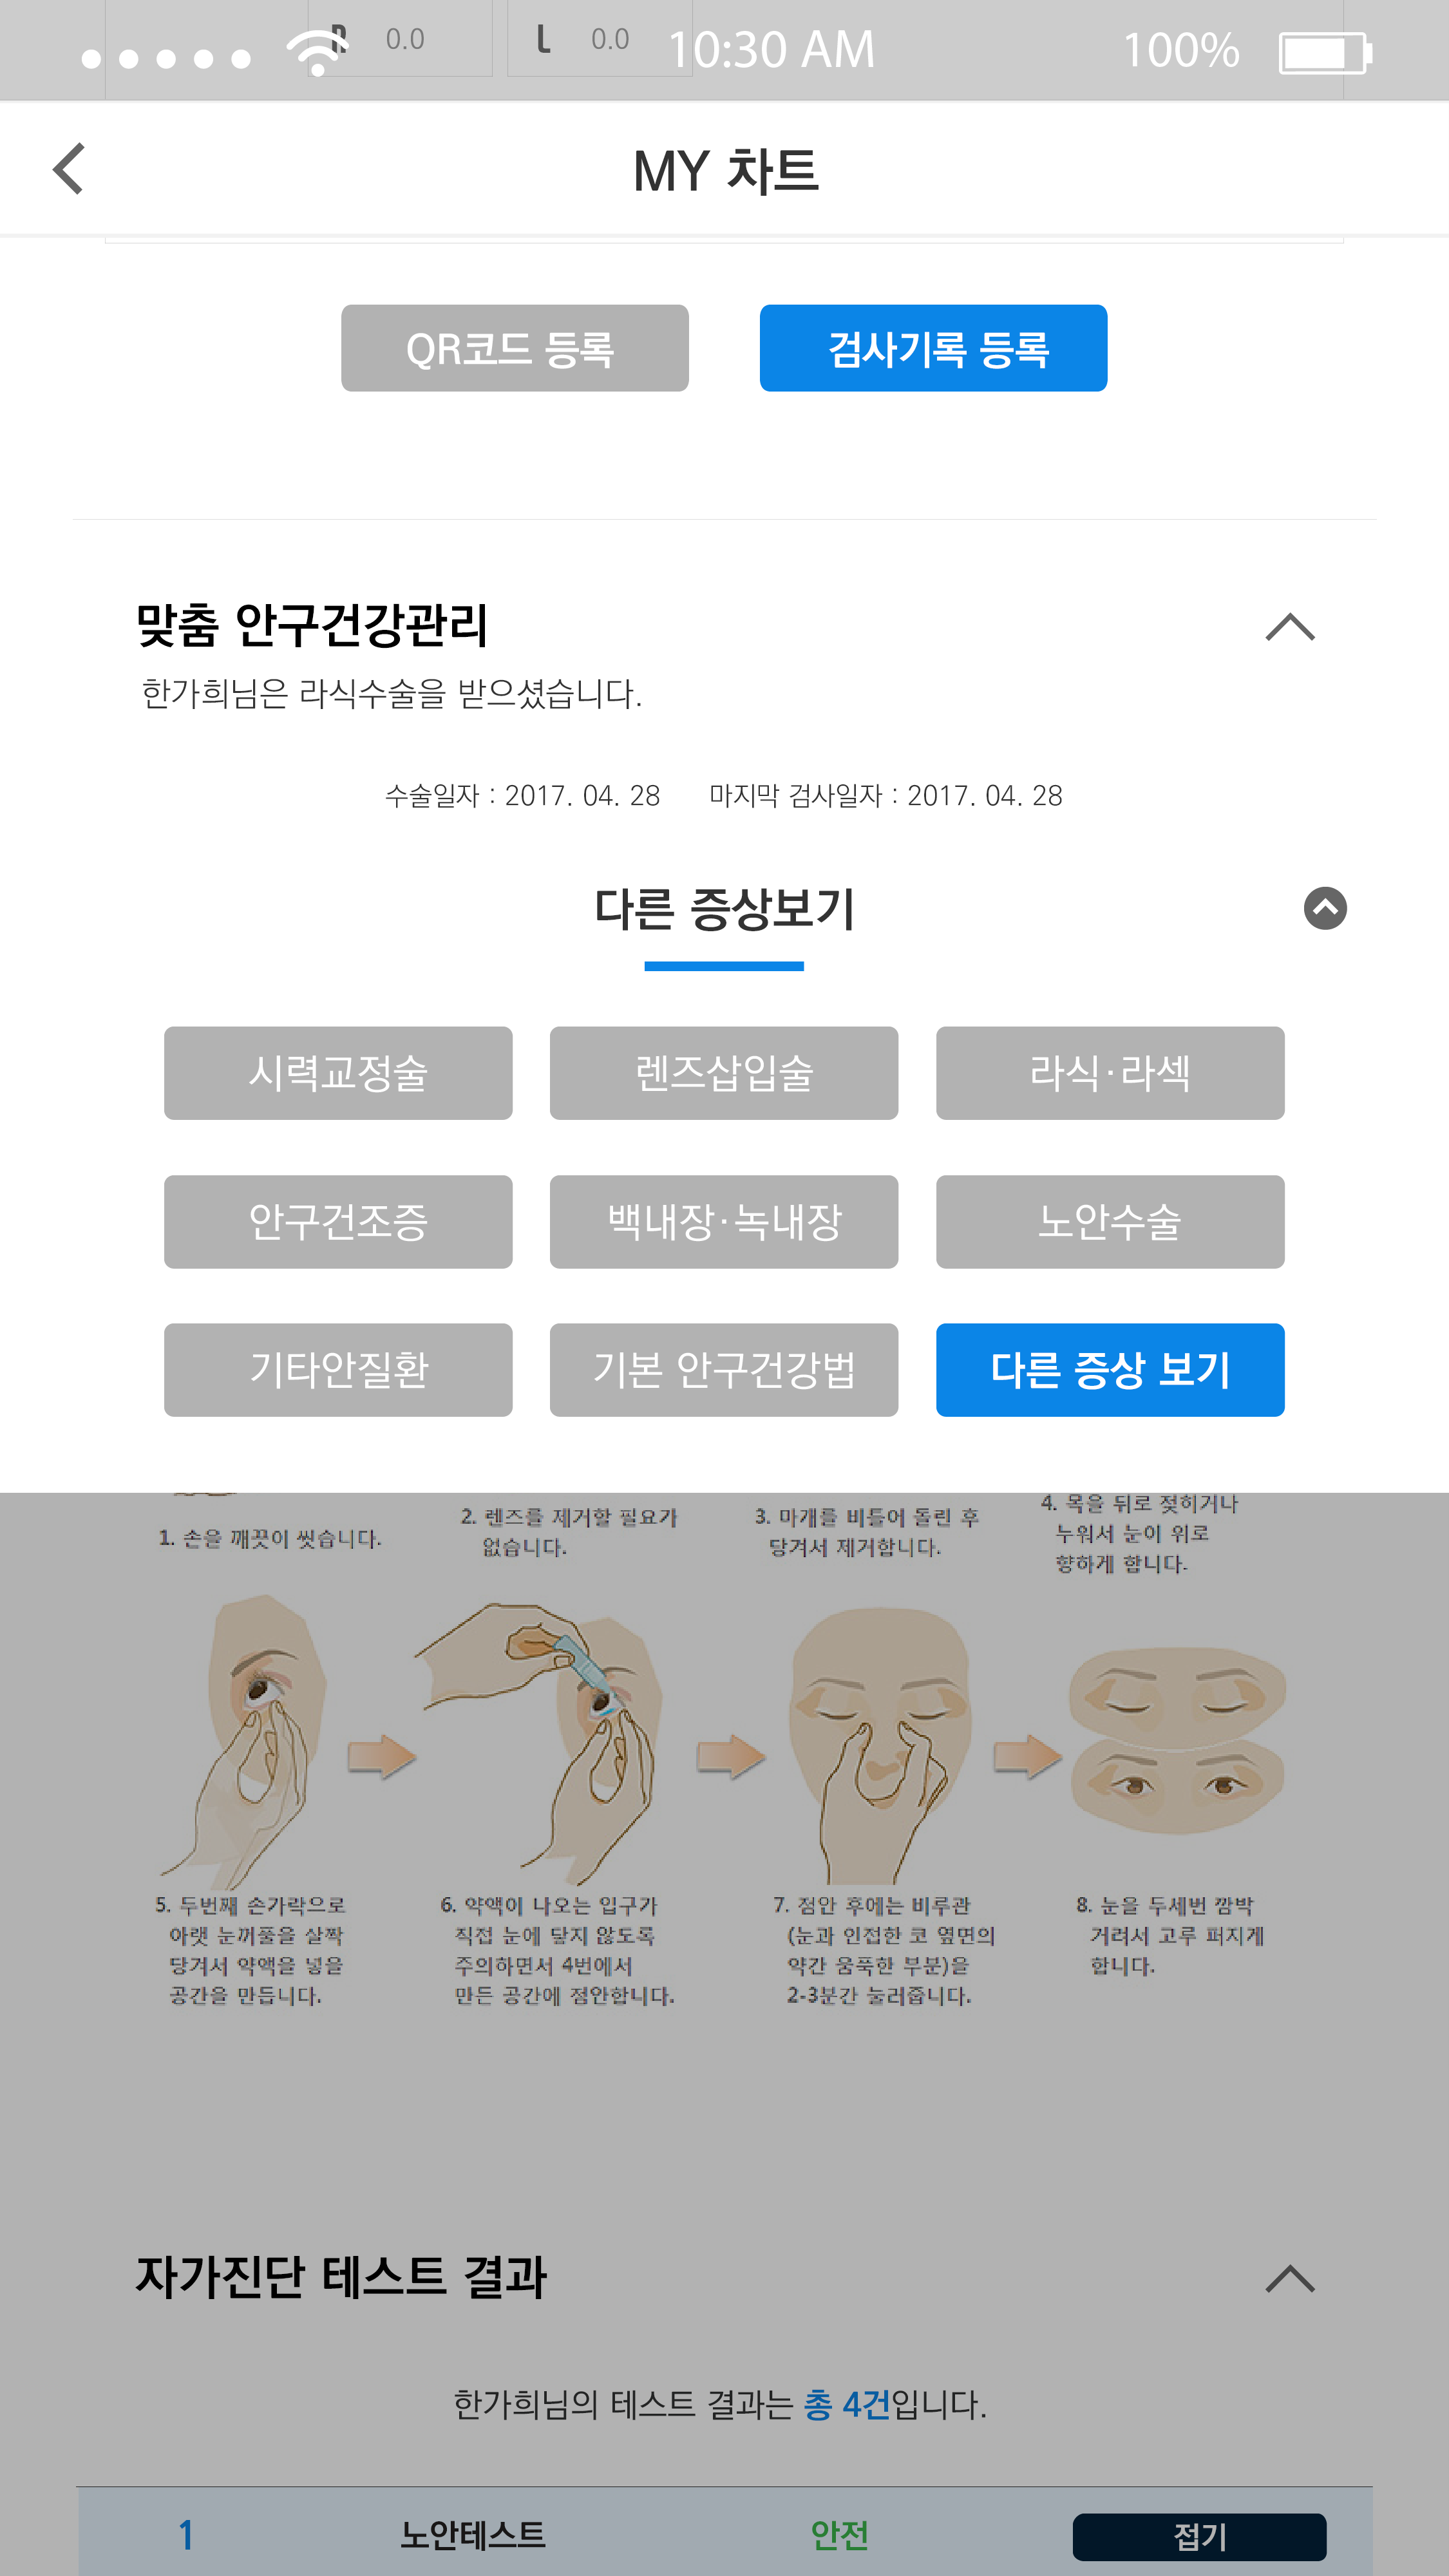 R 0.0 L 0.0 10:30 AM 100%
MY 차트
QR코드 등록 검사기록 등록
맞춤 안구건강관리
한가희님은 라식수술을 받으셨습니다.
수술일자 : 2017. 04. 28 마지막 검사일자 : 2017. 04. 28
다른 증상보기
시력교정술 렌즈삽입술 라식·라섹
안구건조증 백내장·녹내장 노안수술
기타안질환 기본 안구건강법 다른 증상 보기
1. 손을 깨끗이 씻습니다.
2. 렌즈를 제거할 필요가
없습니다.
3. 마개를 비틀어 돌린 후
당겨서 제거합니다.
4. 목을 뒤로 젖히거나
누워서 눈이 위로
향하게 합니다.
5. 두번째 손가락으로
아랫 눈꺼풀을 살짝
당겨서 약액을 넣을
공간을 만듭니다.
6. 약액이 나오는 입구가
직접 눈에 닿지 않도록
주의하면서 4번에서
만든 공간에 점안합니다.
7. 점안 후에는 비루관
(눈과 인접한 코 옆면의
약간 움푹한 부분)을
2-3분간 눌러줍니다.
8. 눈을 두세번 깜박
거려서 고루 퍼지게
합니다.
자가진단 테스트 결과
한가희님의 테스트 결과는 총 4건입니다.
1 노안테스트 안전 접기